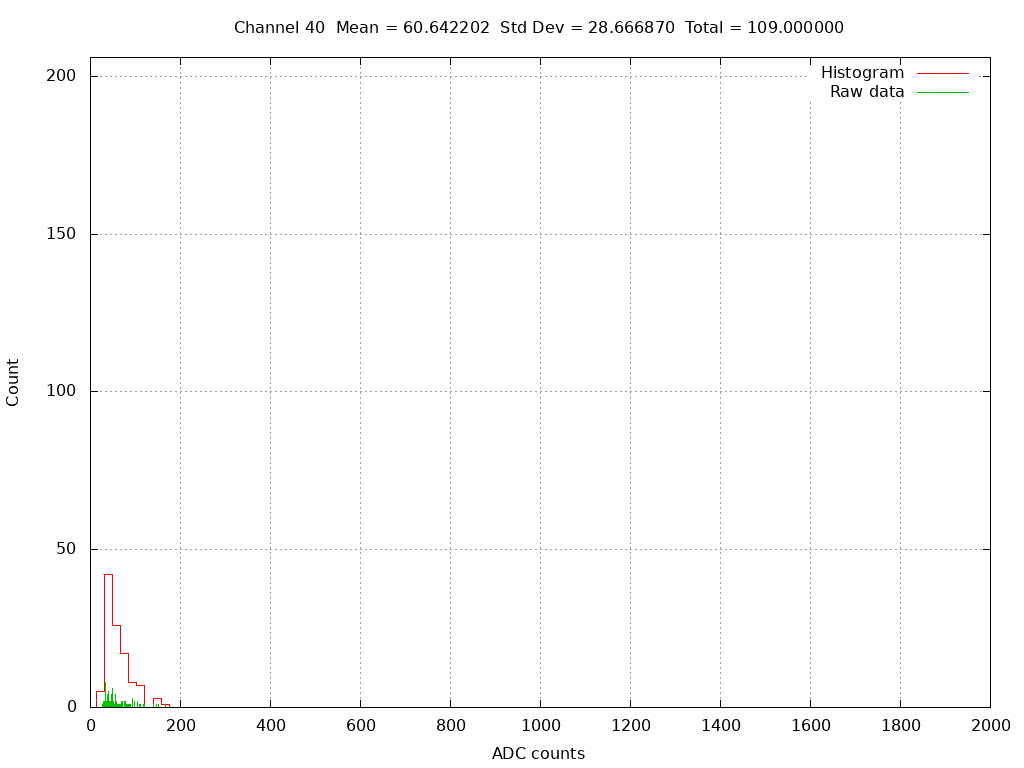 Channel 40  Mean = 60.642202  Std Dev = 28.666870  Total = 109.000000
Histogram
Raw data
200
150
100
50
0
Count
0 200 400 600 800 1000 1200 1400 1600 1800 2000
ADC counts